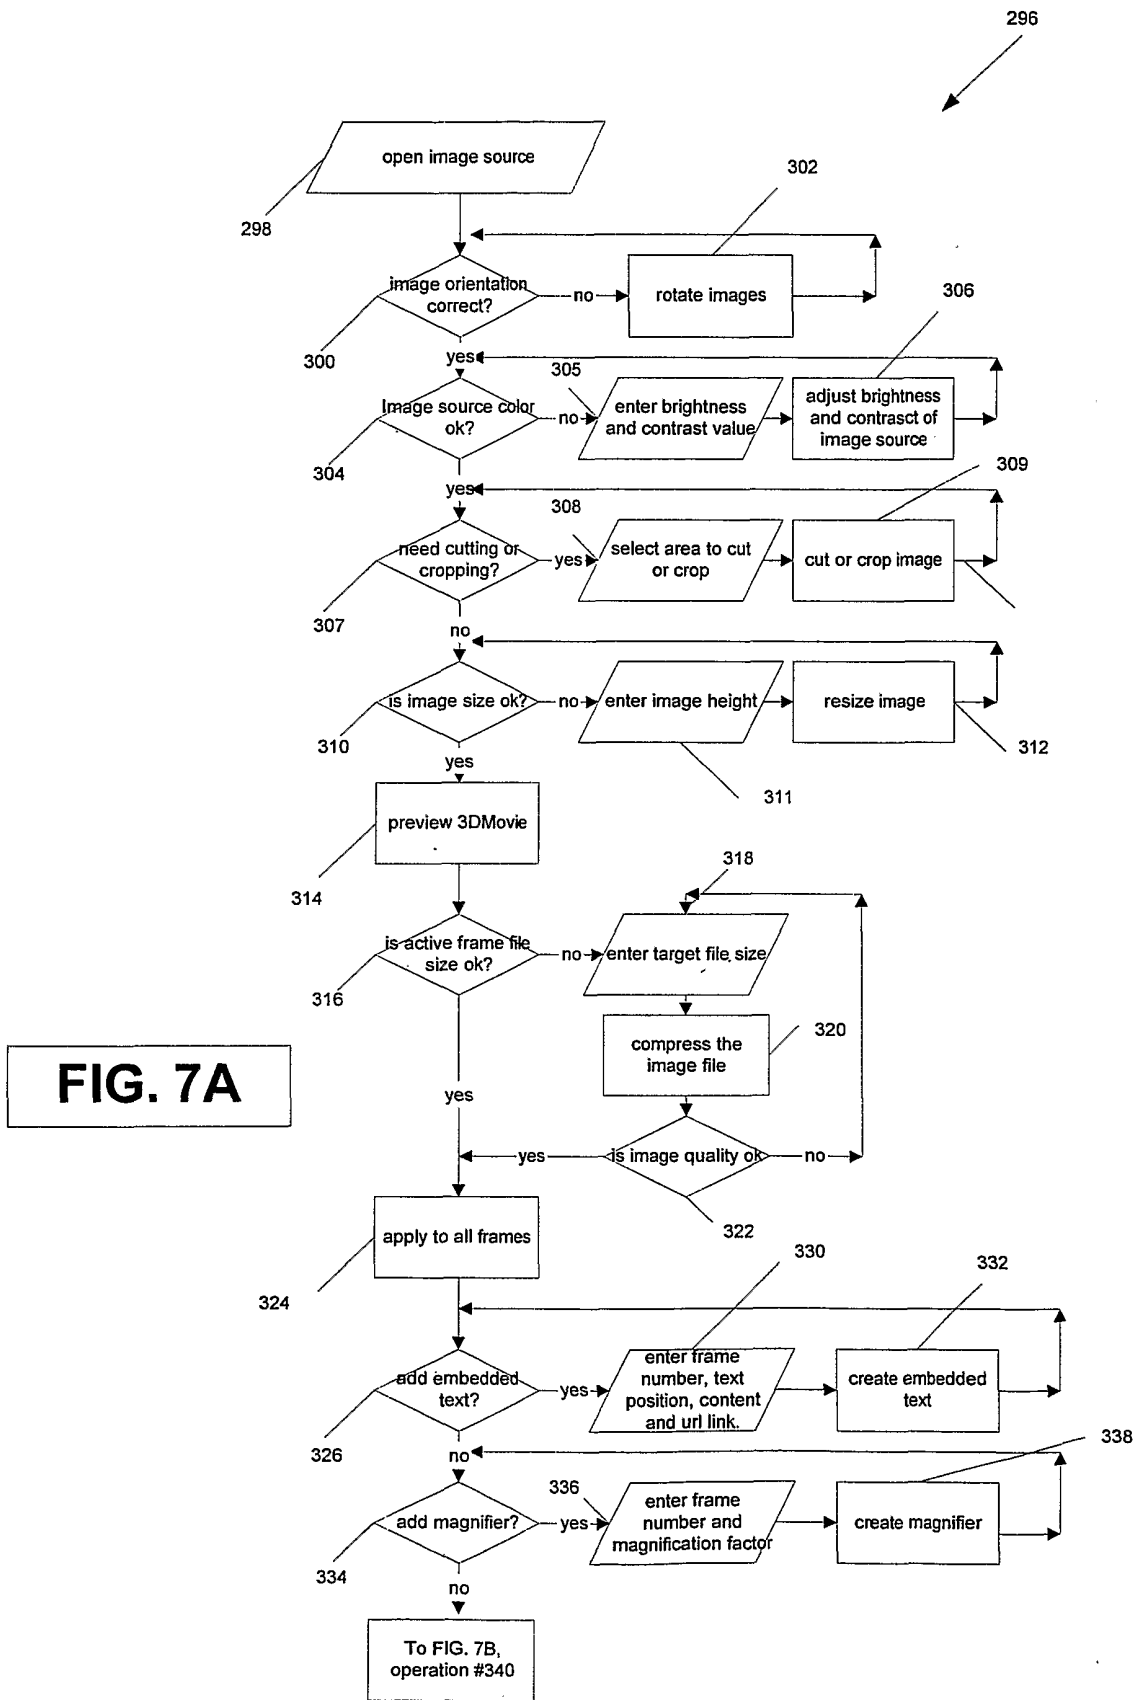 296
open image source
298
302
image orientation
correct?
no
rotate images
300
306
yes
305
Image source color
ok?
no
enter brightness
and contrast value
adjust brightness
and contrasct of
image source
304
309
yes
308
need cutting or
cropping?
yes
select area to cut
or crop
cut or crop image
307
no
is image size ok?
no
enter image height
resize image
310
312
yes
311
preview 3DMovie
314
318
is active frame file
size ok?
no
enter target file size
316
320
compress the
image file
FIG. 7A
yes
yes
is image quality ok
no
322
apply to all frames
324
330
332
add embedded
text?
yes
enter frame
number, text
position, content
and url link.
create embedded
text
326
338
no
336
add magnifier?
yes
enter frame
number and
magnification factor
create magnifier
334
no
To FIG. 7B,
operation #340